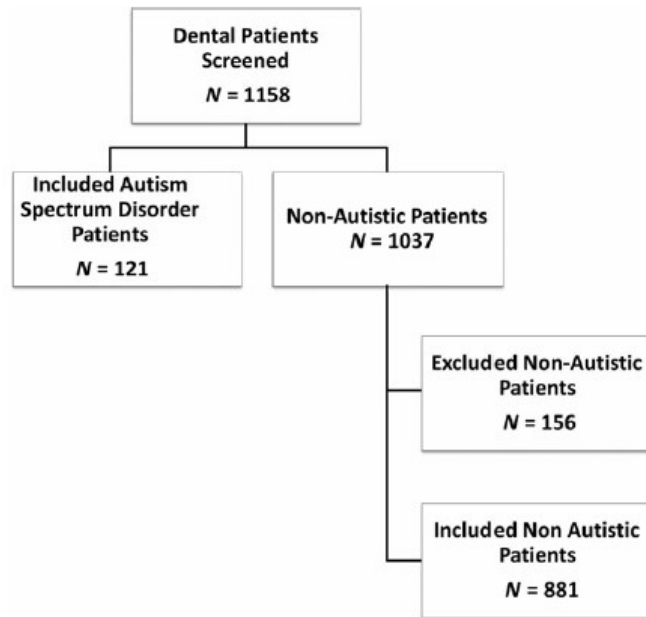 Dental Patients
Screened
N = 1158
Included Autism
Spectrum Disorder
Patients
N = 121
Non-Autistic Patients
N = 1037
Excluded Non-Autistic
Patients
N = 156
Included Non Autistic
Patients
N = 881